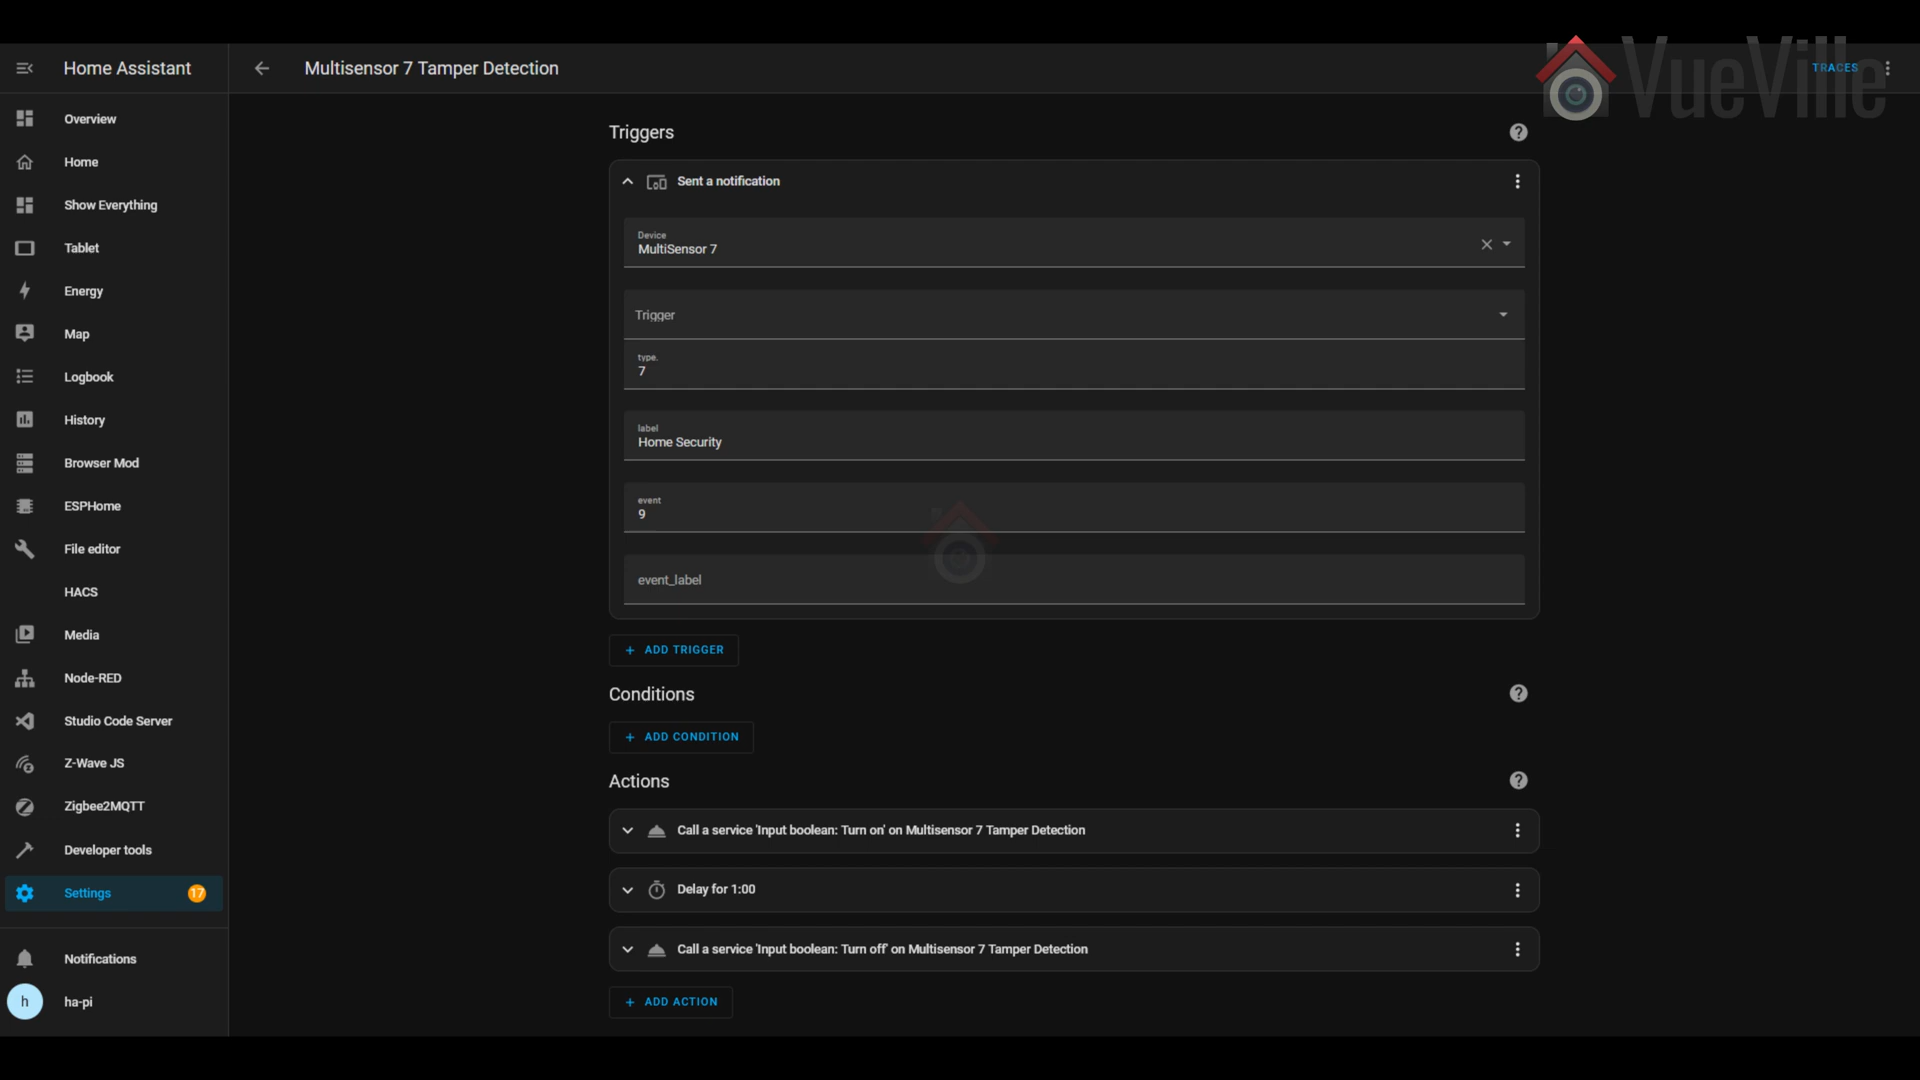 Home Assistant
Multisensor 7 Tamper Detection
TRACES
VueVille
Overview
Home
Show Everything
Tablet
Energy
Map
Logbook
History
Browser Mod
ESPHome
File editor
HACS
Media
Node-RED
Studio Code Server
Z-Wave JS
Zigbee2MQTT
Developer tools
Settings
17
Notifications
h
ha-pi
Triggers
Sent a notification
Device
MultiSensor 7
Trigger
type.
7
label
Home Security
event
9
event_label
+ ADD TRIGGER
Conditions
+ ADD CONDITION
Actions
Call a service 'Input boolean: Turn on' on Multisensor 7 Tamper Detection
Delay for 1:00
Call a service 'Input boolean: Turn off' on Multisensor 7 Tamper Detection
+ ADD ACTION